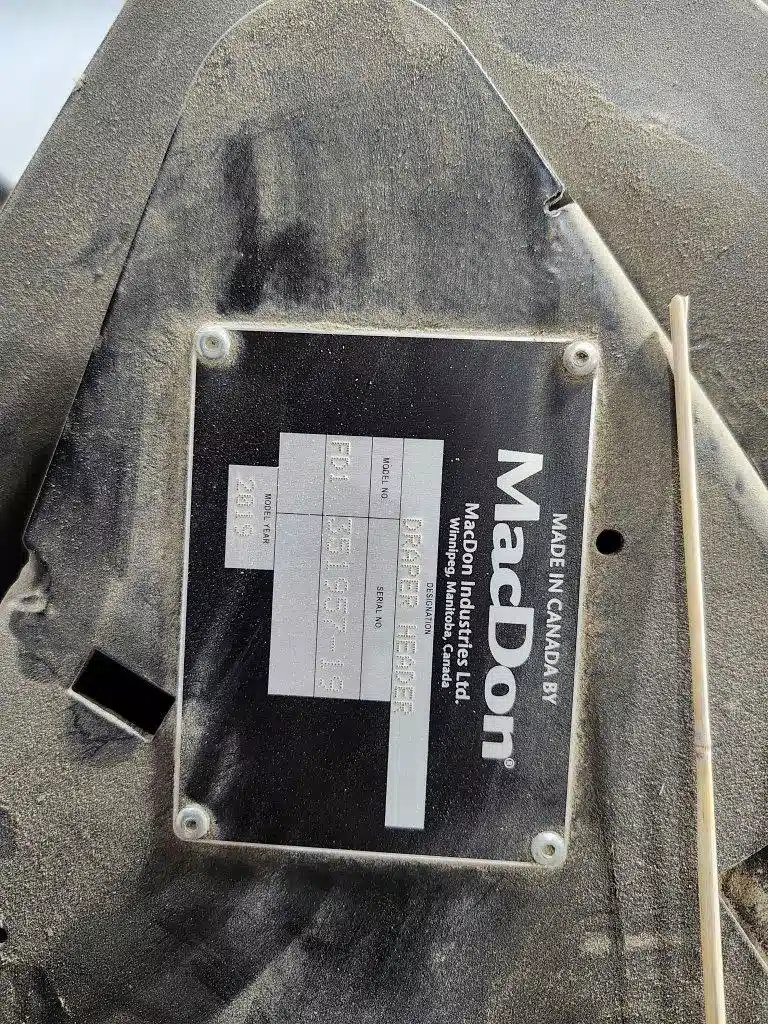 MADE IN CANADA BY
MacDon®
MacDon Industries Ltd.
Winnipeg, Manitoba, Canada
DESIGNATION
DRAPER HEADER
MODEL NO. SERIAL NO.
FD1 351957-19
MODEL YEAR
2019